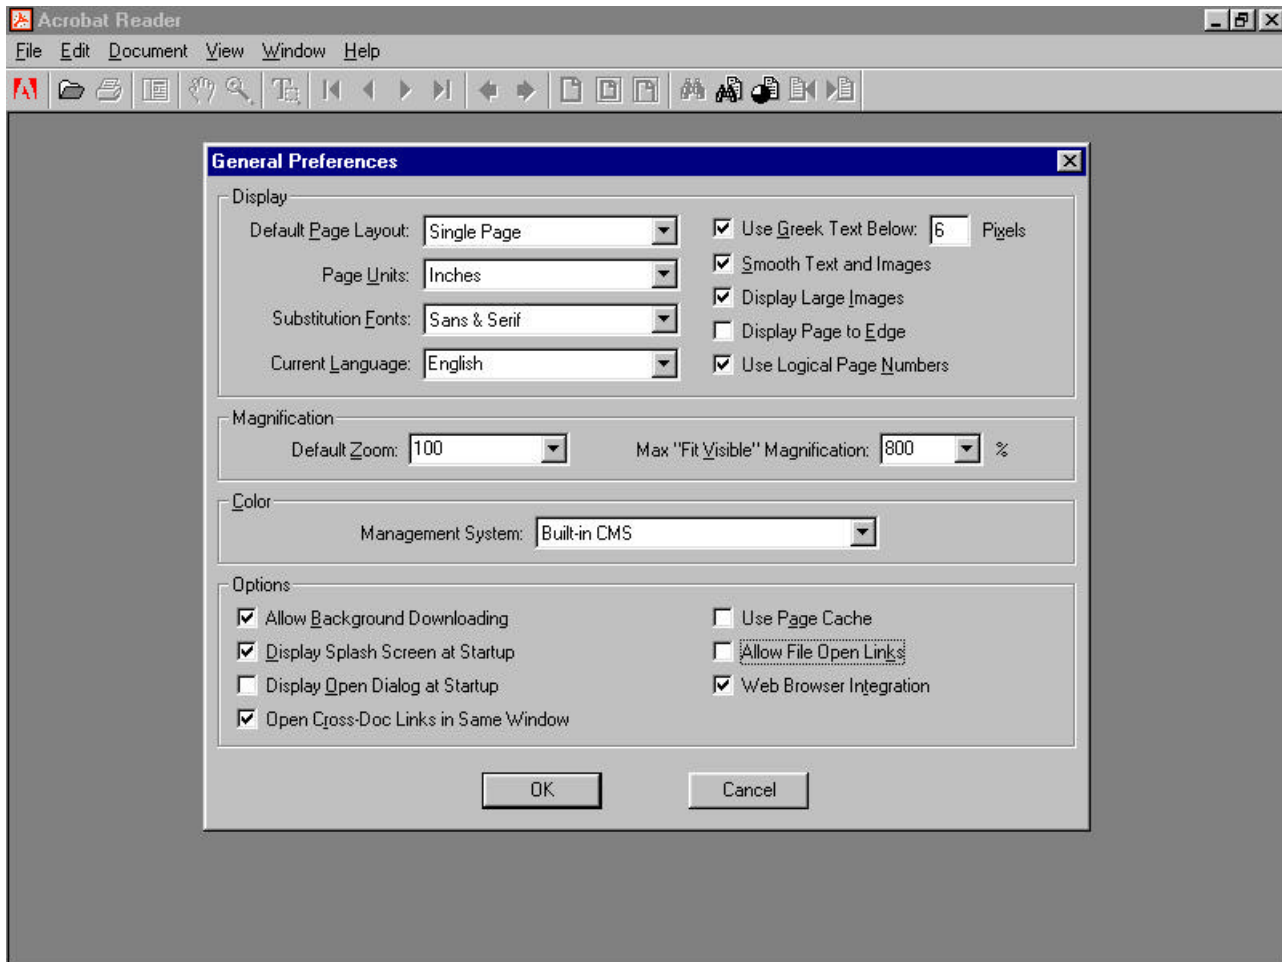 Acrobat Reader
File Edit Document View Window Help
General Preferences
Display
Default Page Layout: Single Page
Use Greek Text Below: 6 Pixels
Page Units: Inches
Smooth Text and Images
Display Large Images
Substitution Fonts: Sans & Serif
Display Page to Edge
Current Language: English
Use Logical Page Numbers
Magnification
Default Zoom: 100 Max "Fit Visible" Magnification: 800 %
Color
Management System: Built-in CMS
Options
Allow Background Downloading Use Page Cache
Display Splash Screen at Startup Allow File Open Links
Display Open Dialog at Startup Web Browser Integration
Open Cross-Doc Links in Same Window
OK Cancel